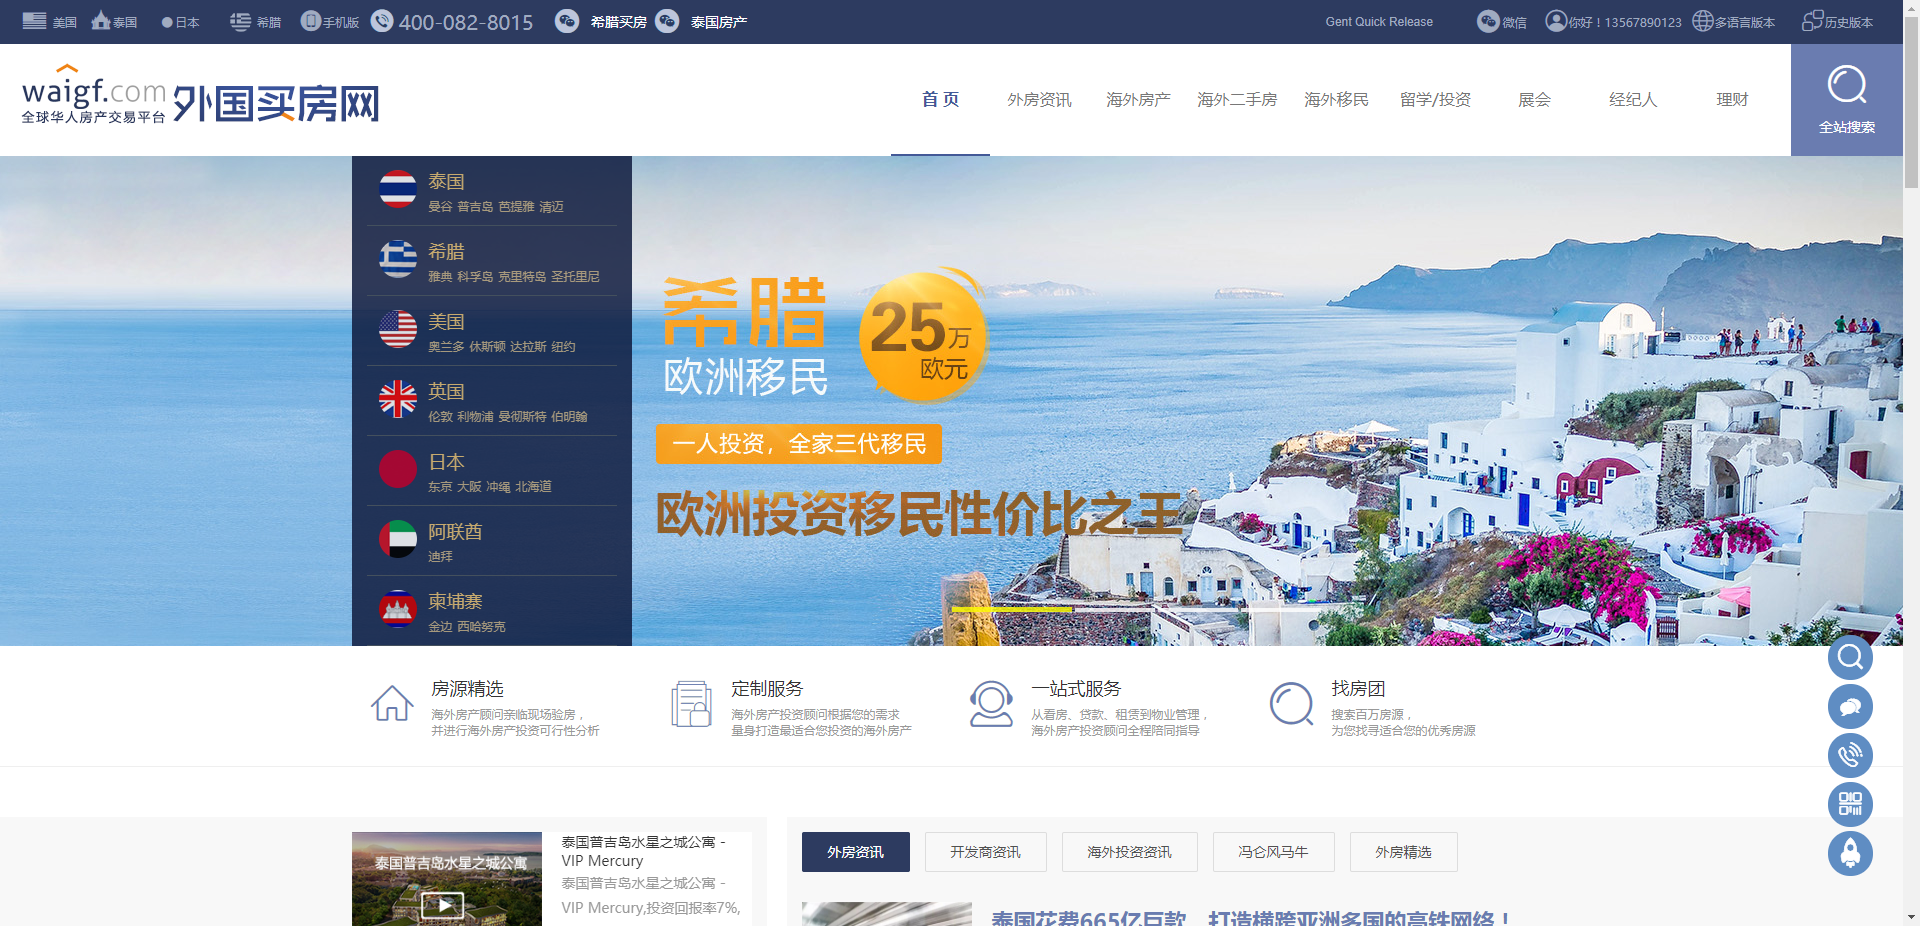 美国 泰国 日本 希腊 手机版 400-082-8015 希腊买房 泰国房产 Gent Quick Release 微信 你好！13567890123 多语言版本 历史版本
waigf.com 外国买房网
全球华人房产交易平台
首 页 外房资讯 海外房产 海外二手房 海外移民 留学/投资 展会 经纪人 理财 全站搜索
泰国
曼谷 普吉岛 芭提雅 清迈
希腊
雅典 科孚岛 克里特岛 圣托里尼
美国
奥兰多 休斯顿 达拉斯 纽约
英国
伦敦 利物浦 曼彻斯特 伯明翰
日本
东京 大阪 冲绳 北海道
阿联酋
迪拜
柬埔寨
金边 西哈努克
希腊
欧洲移民
25万
欧元
一人投资，全家三代移民
欧洲投资移民性价比之王
房源精选
海外房产顾问亲临现场验房，
并进行海外房产投资可行性分析
定制服务
海外房产投资顾问根据您的需求
量身打造最适合您投资的海外房产
一站式服务
从看房、贷款、租赁到物业管理，
海外房产投资顾问全程陪同指导
找房团
搜索百万房源，
为您找寻适合您的优秀房源
泰国普吉岛水星之城公寓
泰国普吉岛水星之城公寓 -
VIP Mercury
泰国普吉岛水星之城公寓 -
VIP Mercury,投资回报率7%,
外房资讯 开发商资讯 海外投资资讯 冯仑风马牛 外房精选
泰国花费665亿巨款，打造横跨亚洲多国的高铁网络！